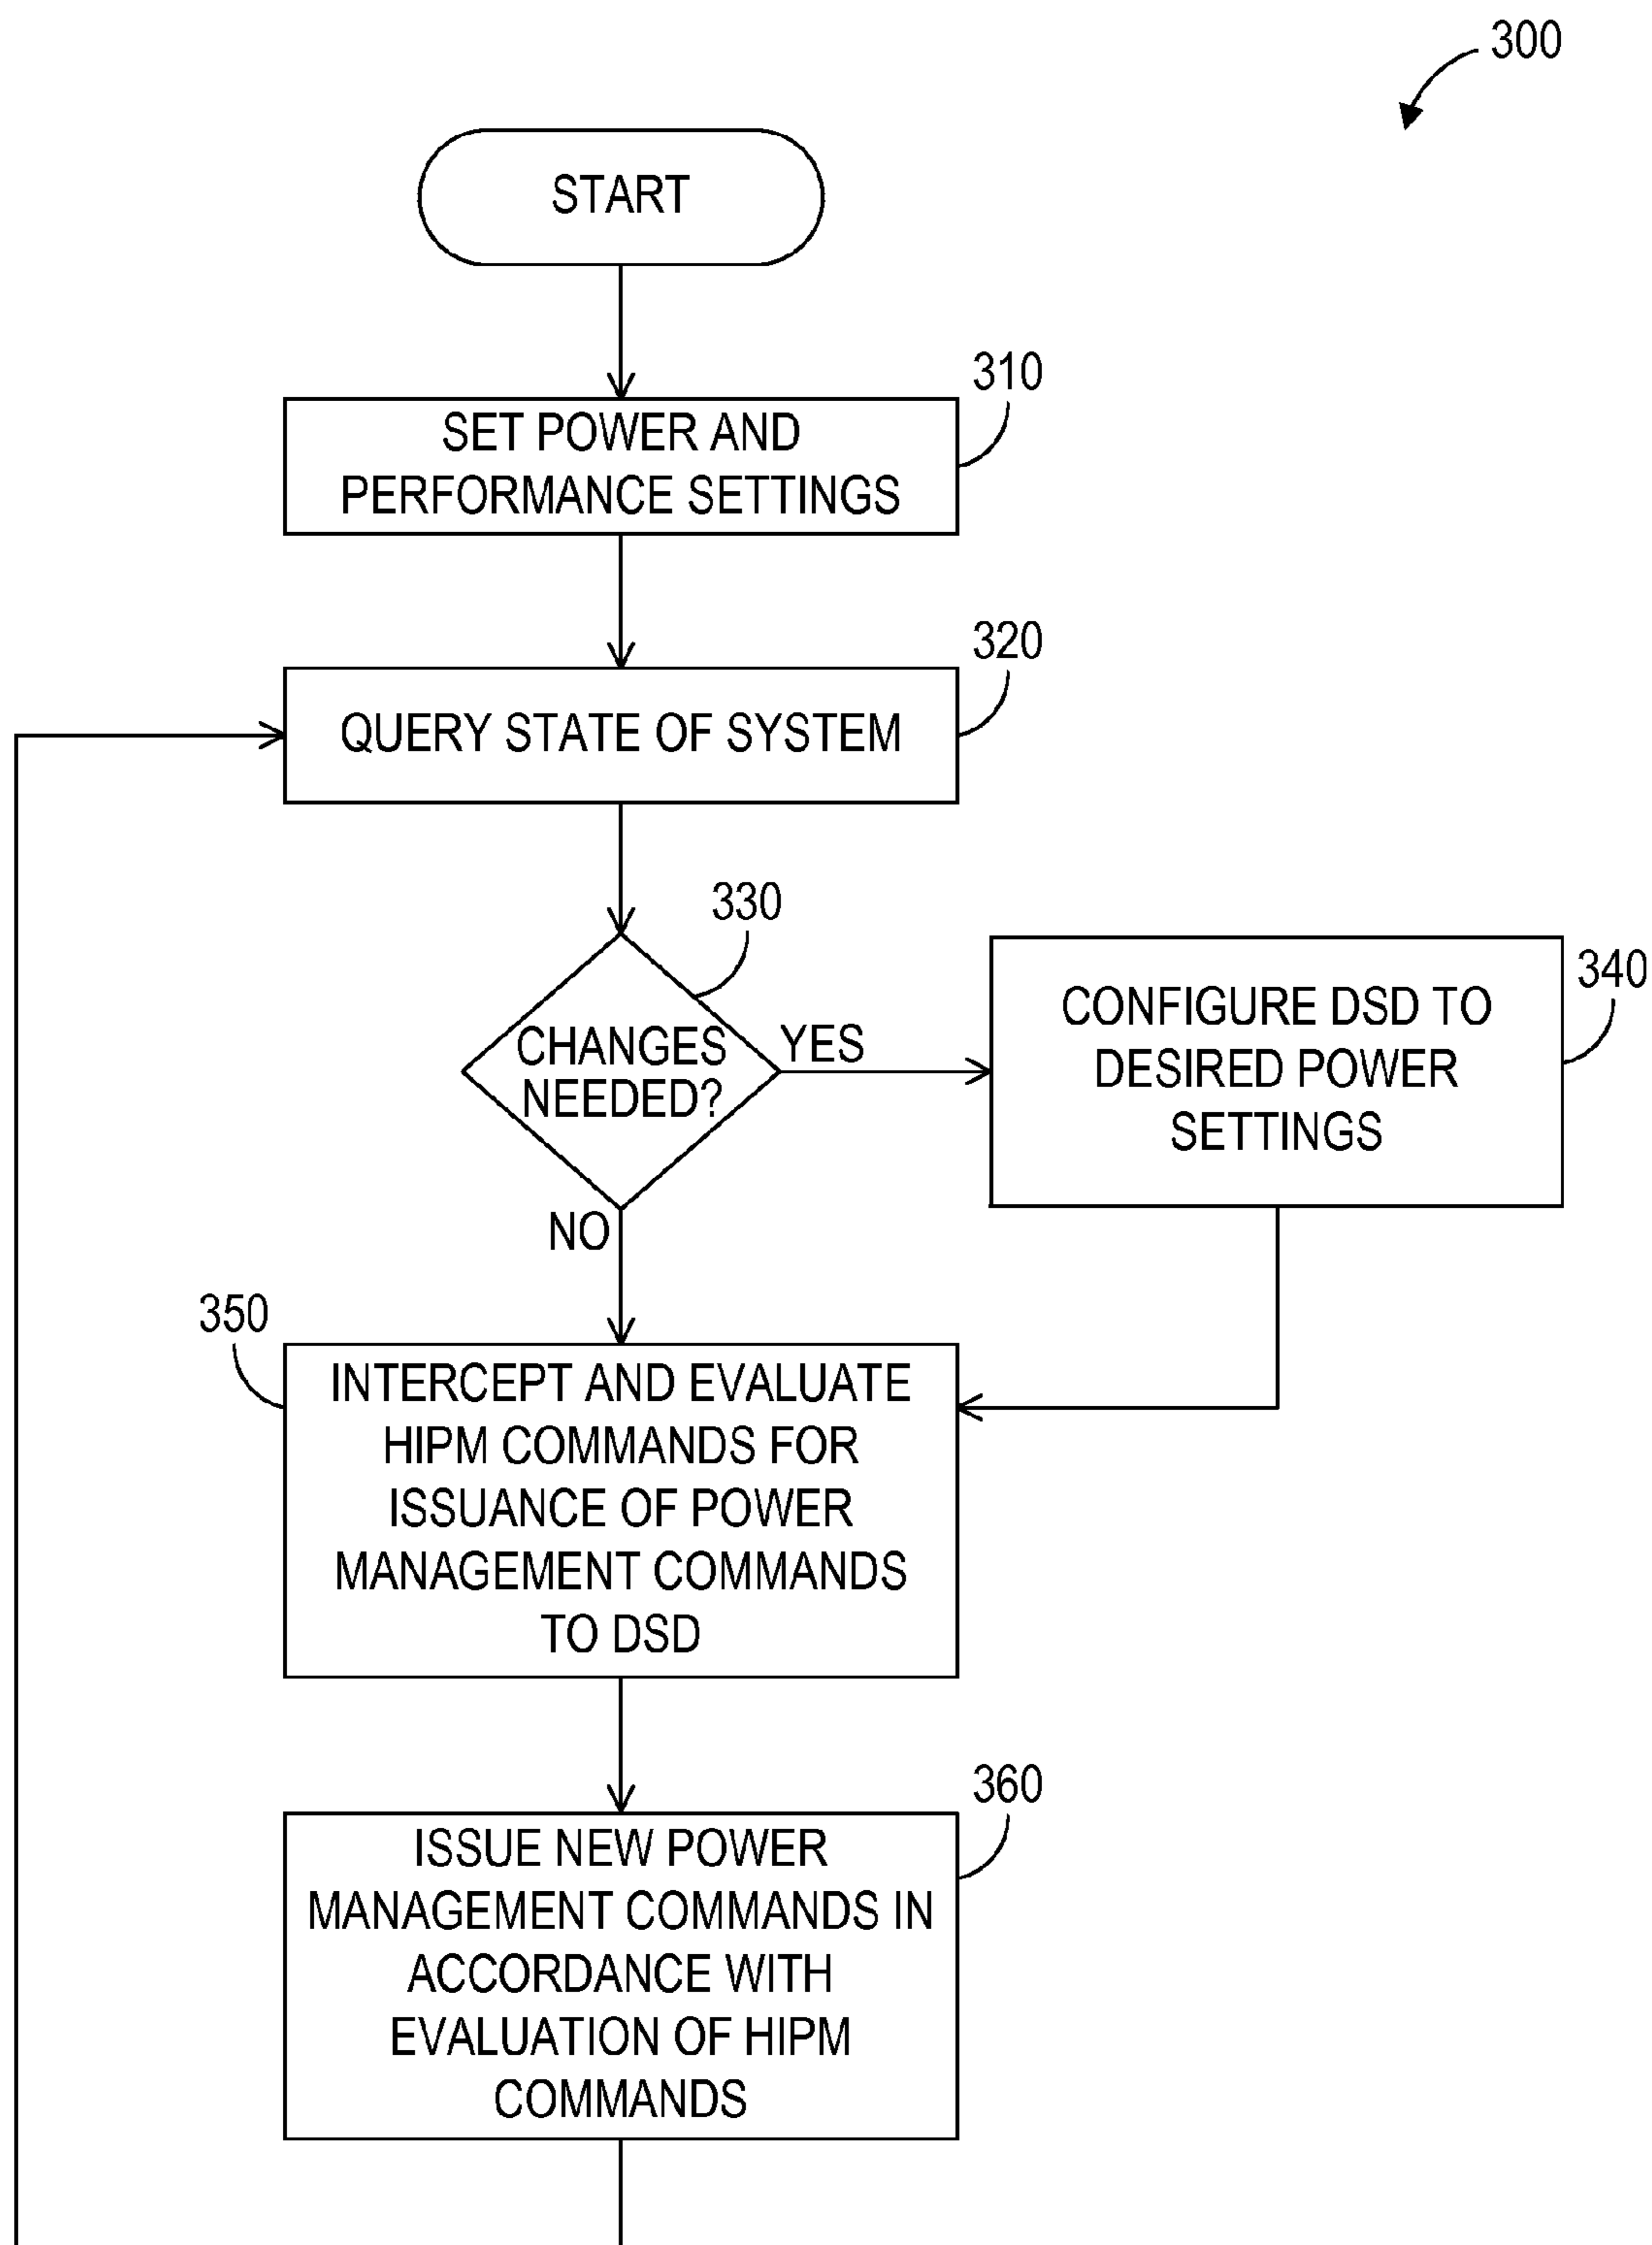 300
START
310
SET POWER AND
PERFORMANCE SETTINGS
320
QUERY STATE OF SYSTEM
330
CHANGES
NEEDED?
YES
340
CONFIGURE DSD TO
DESIRED POWER
SETTINGS
NO
350
INTERCEPT AND EVALUATE
HIPM COMMANDS FOR
ISSUANCE OF POWER
MANAGEMENT COMMANDS
TO DSD
360
ISSUE NEW POWER
MANAGEMENT COMMANDS IN
ACCORDANCE WITH
EVALUATION OF HIPM
COMMANDS